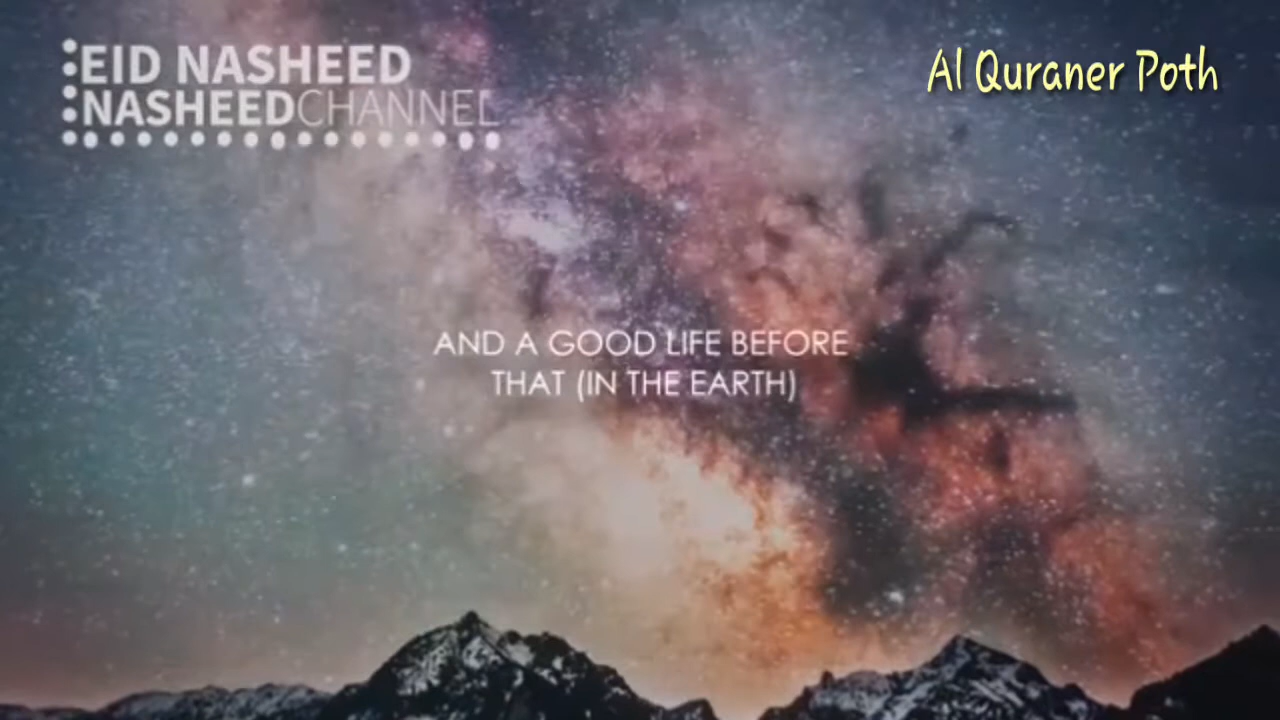 EID NASHEED
NASHEEDCHANNEL
Al Quraner Poth
AND A GOOD LIFE BEFORE
THAT (IN THE EARTH)